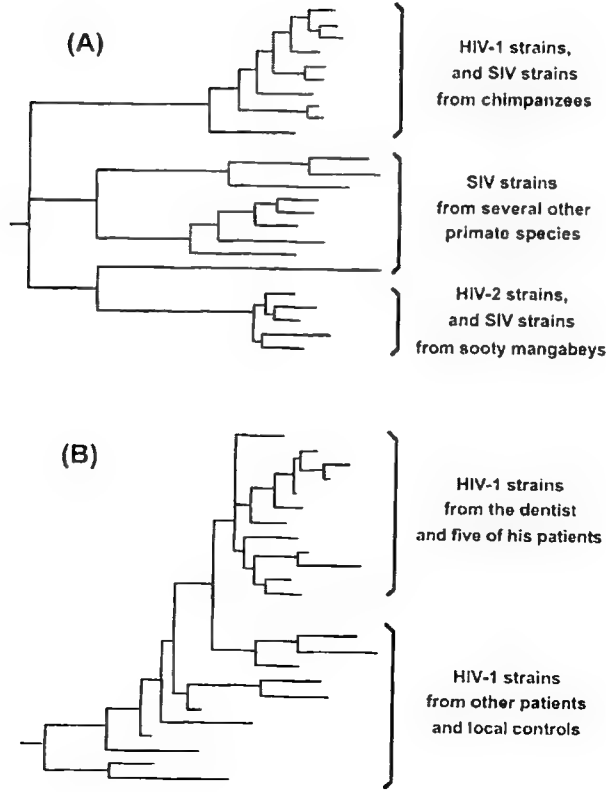 (A)
HIV-1 strains,
and SIV strains
from chimpanzees
SIV strains
from several other
primate species
HIV-2 strains,
and SIV strains
from sooty mangabeys
(B)
HIV-1 strains
from the dentist
and five of his patients
HIV-1 strains
from other patients
and local controls